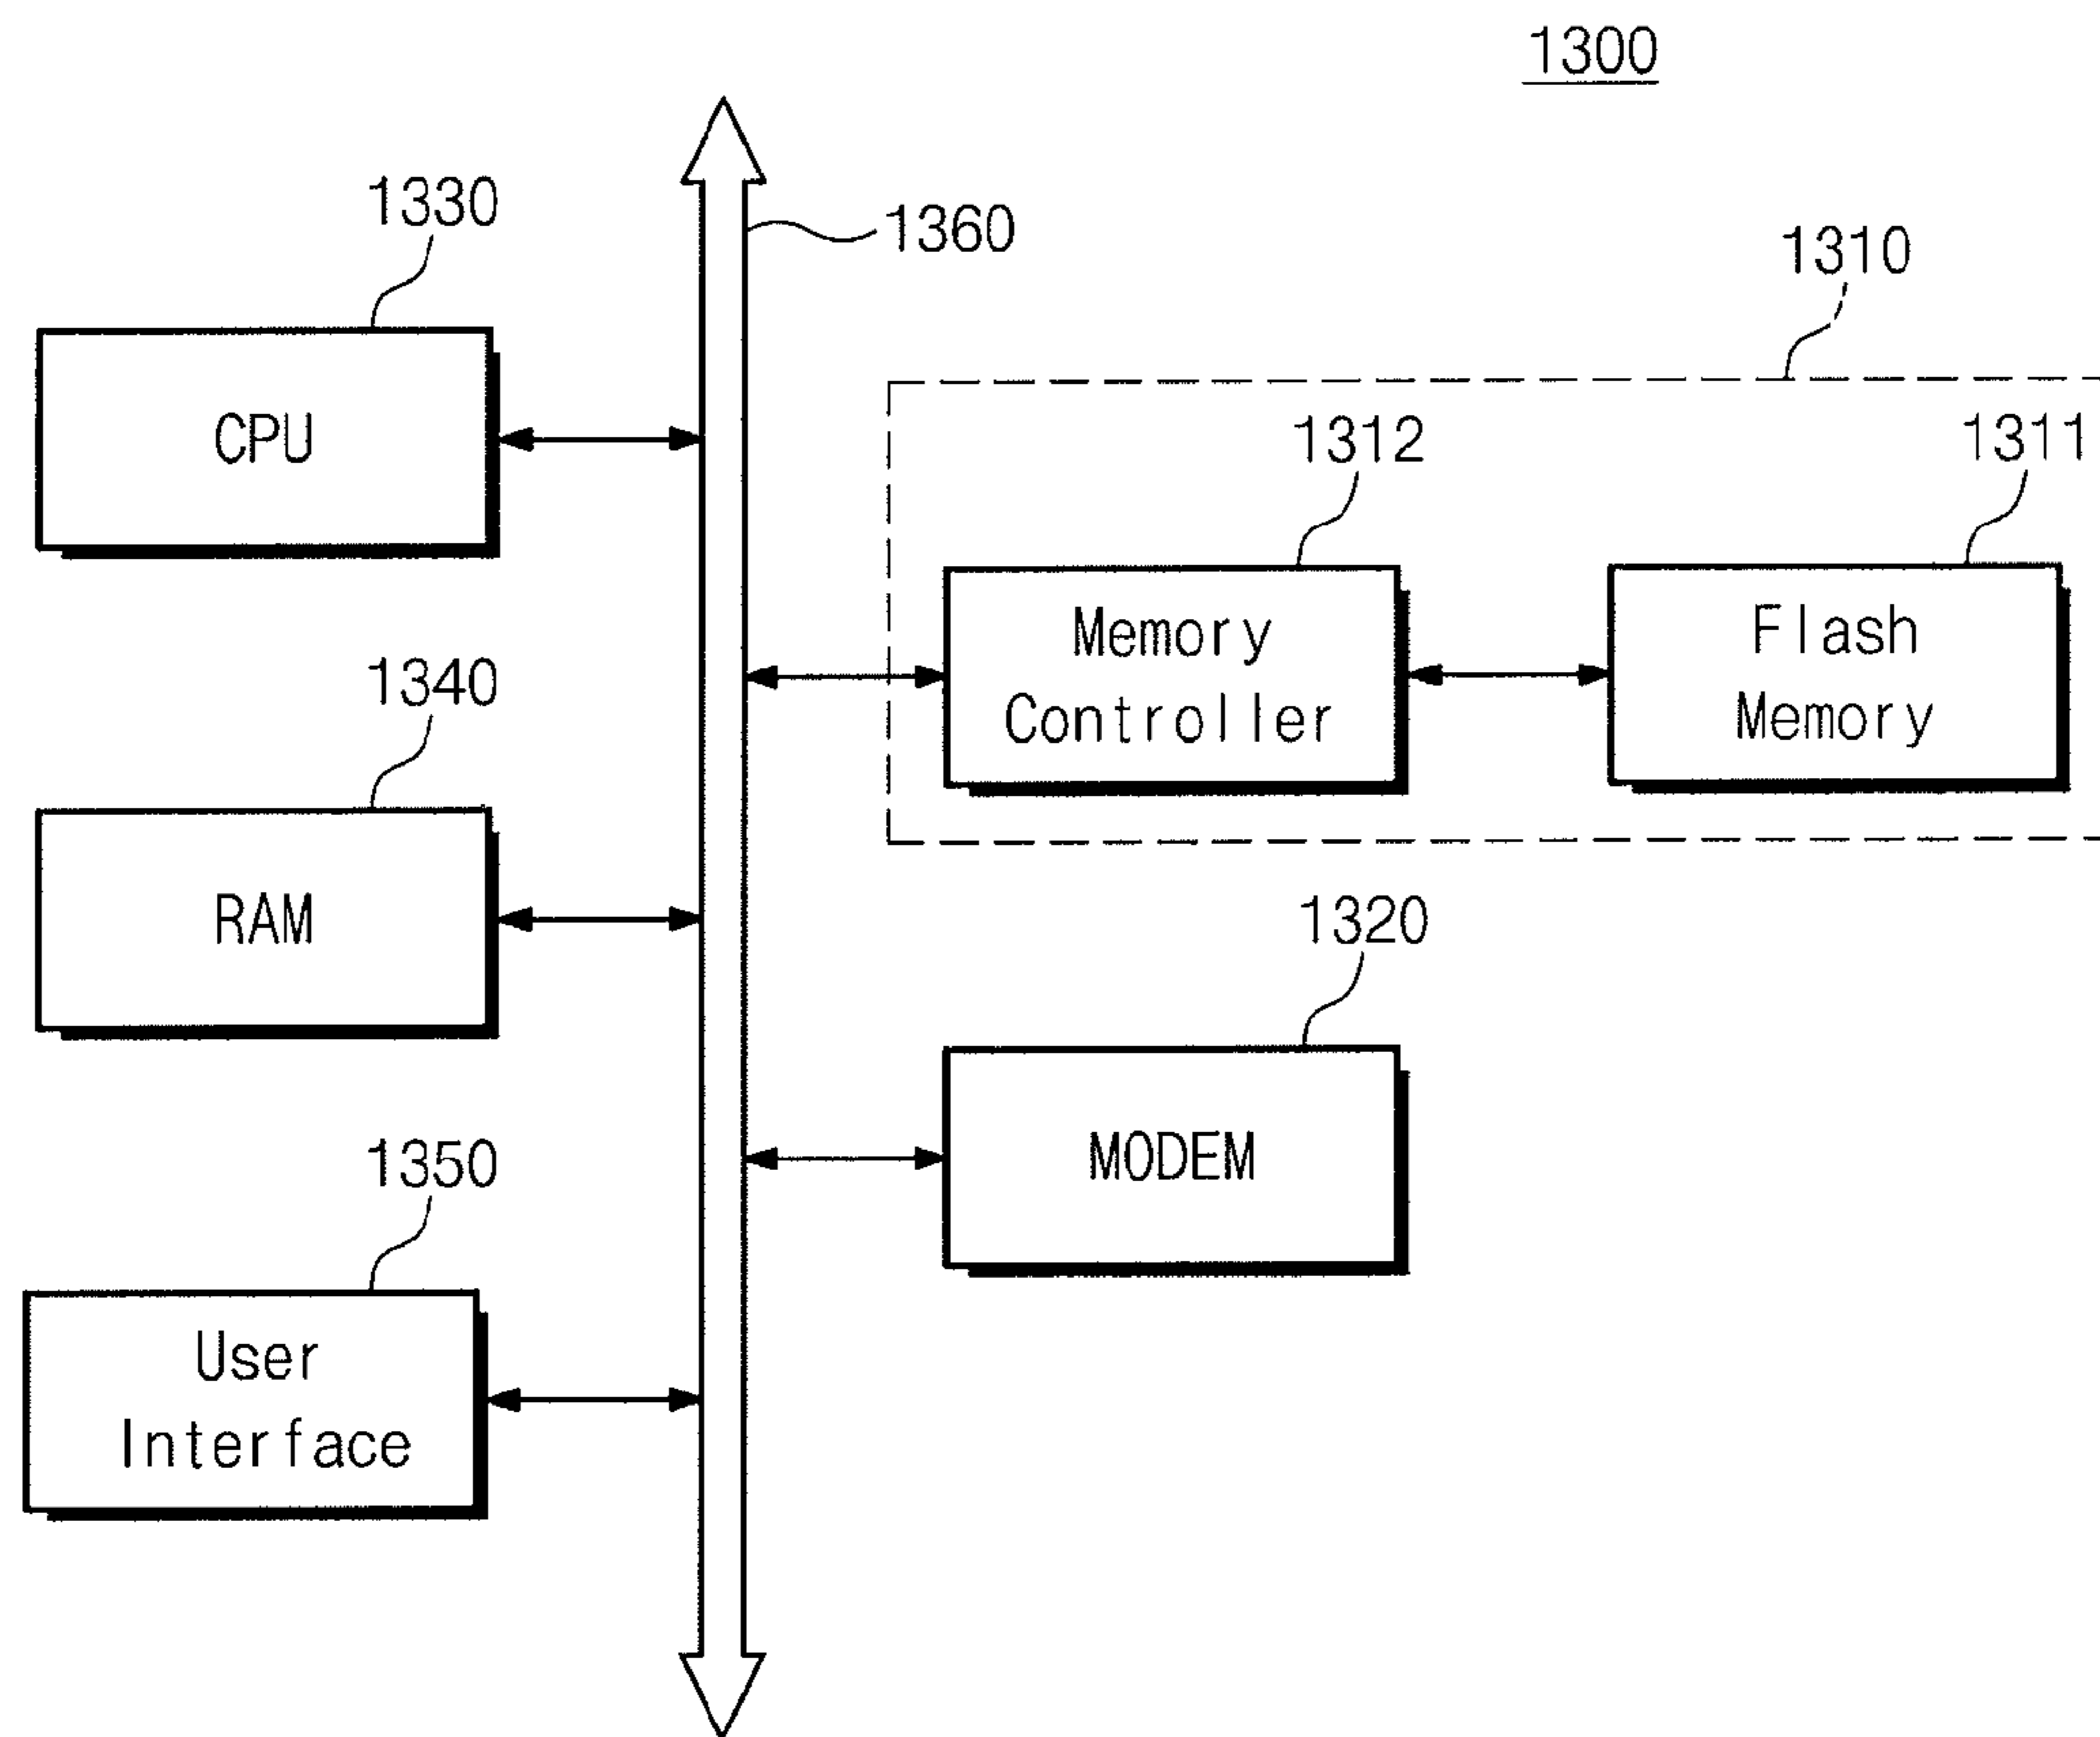 1300
1330
1360
1310
CPU
1312
1311
Memory
Controller
Flash
Memory
1340
RAM
1320
MODEM
1350
User
Interface